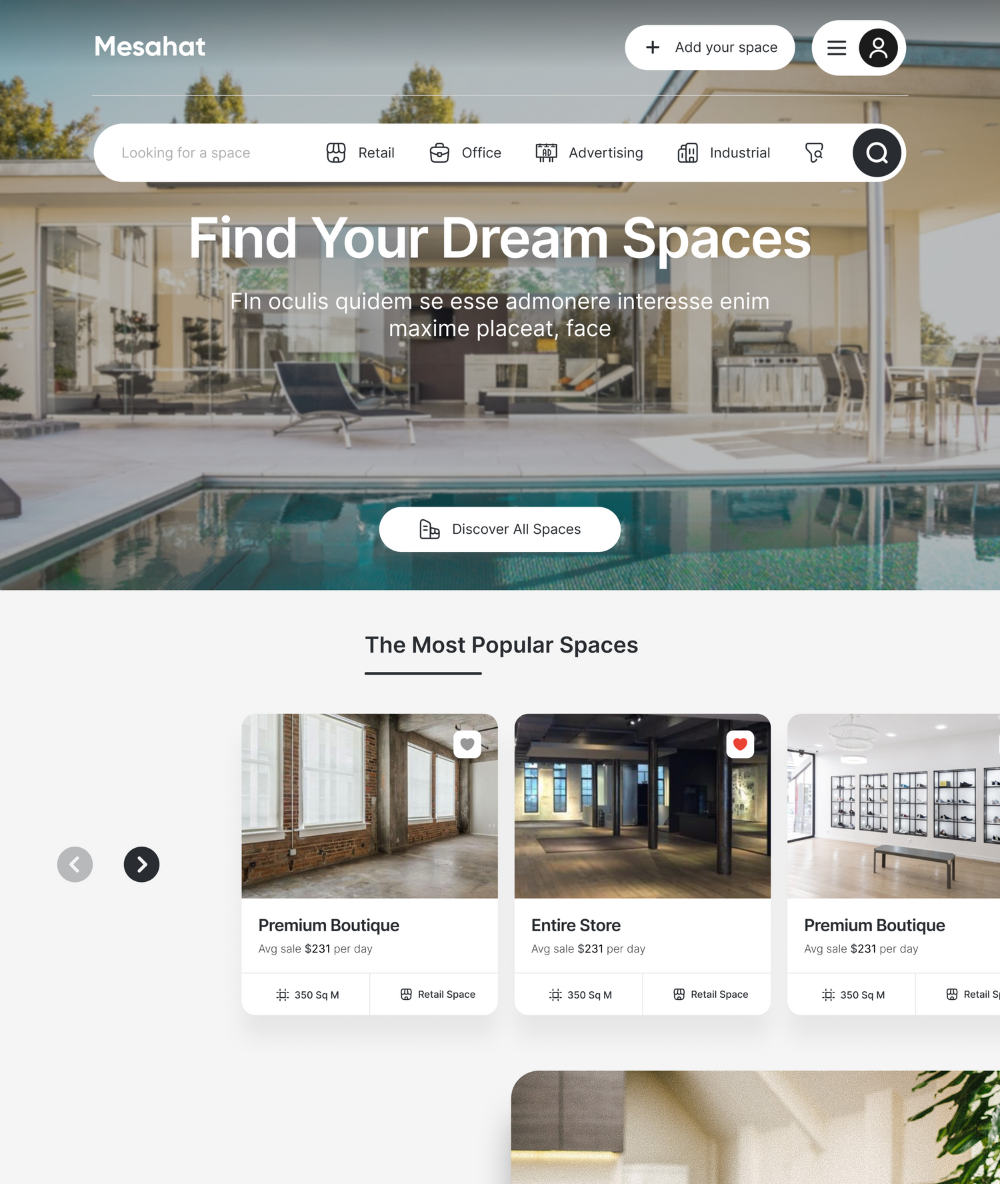 Mesahat
Add your space
Looking for a space
Retail
Office
AD
Advertising
Industrial
Find Your Dream Spaces
FIn oculis quidem se esse admonere interesse enim
maxime placeat, face
Discover All Spaces
The Most Popular Spaces
Premium Boutique
Avg sale $231 per day
350 Sq M
Retail Space
Entire Store
Avg sale $231 per day
350 Sq M
Retail Space
Premium Boutique
Avg sale $231 per day
350 Sq M
Retail Sp